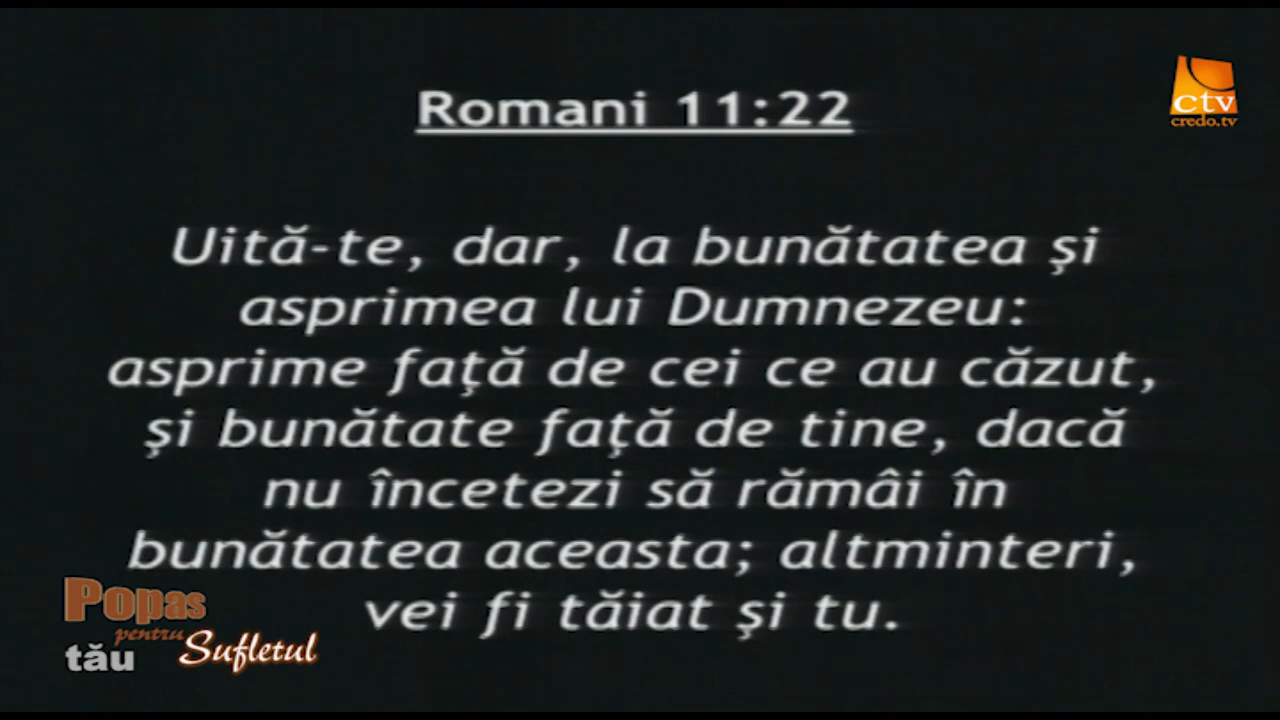 Romani 11:22
ctv
credo.tv
Uită-te, dar, la bunătatea şi
asprimea lui Dumnezeu:
asprime faţă de cei ce au căzut,
şi bunătate faţă de tine, dacă
nu încetezi să rămâi în
bunătatea aceasta; altminteri,
vei fi tăiat şi tu.
Popas
pentru
tău Sufletul